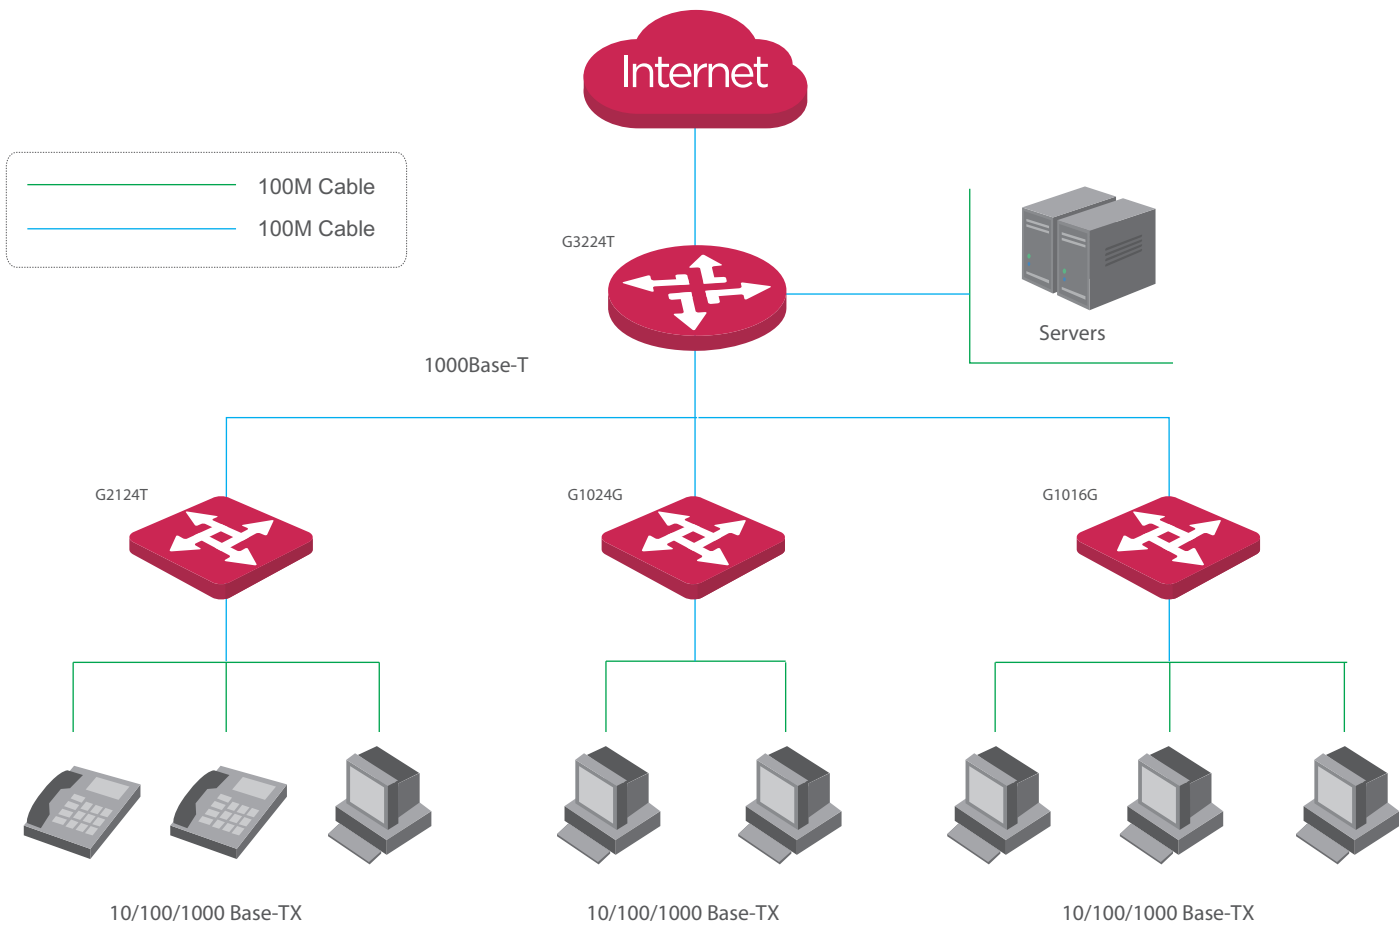 Internet
100M Cable
100M Cable
G3224T
Servers
1000Base-T
G2124T
G1024G
G1016G
10/100/1000 Base-TX
10/100/1000 Base-TX
10/100/1000 Base-TX